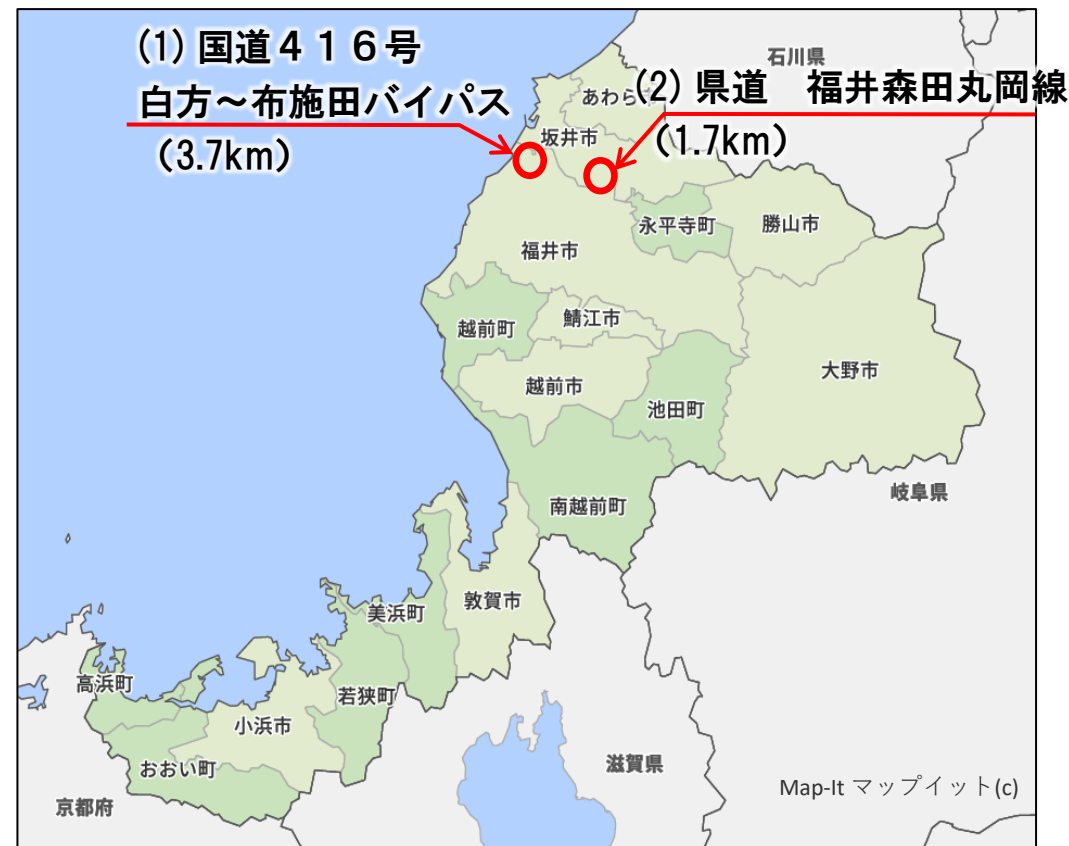 (1) 国道４１６号
白方～布施田バイパス
(3.7km)
石川県
あわら
(2) 県道　福井森田丸岡線
(1.7km)
坂井市
永平寺町
勝山市
福井市
越前町
鯖江市
大野市
越前市
池田町
岐阜県
南越前町
敦賀市
美浜町
高浜町
若狭町
小浜市
おおい町
滋賀県
京都府
Map-It マップイット(c)